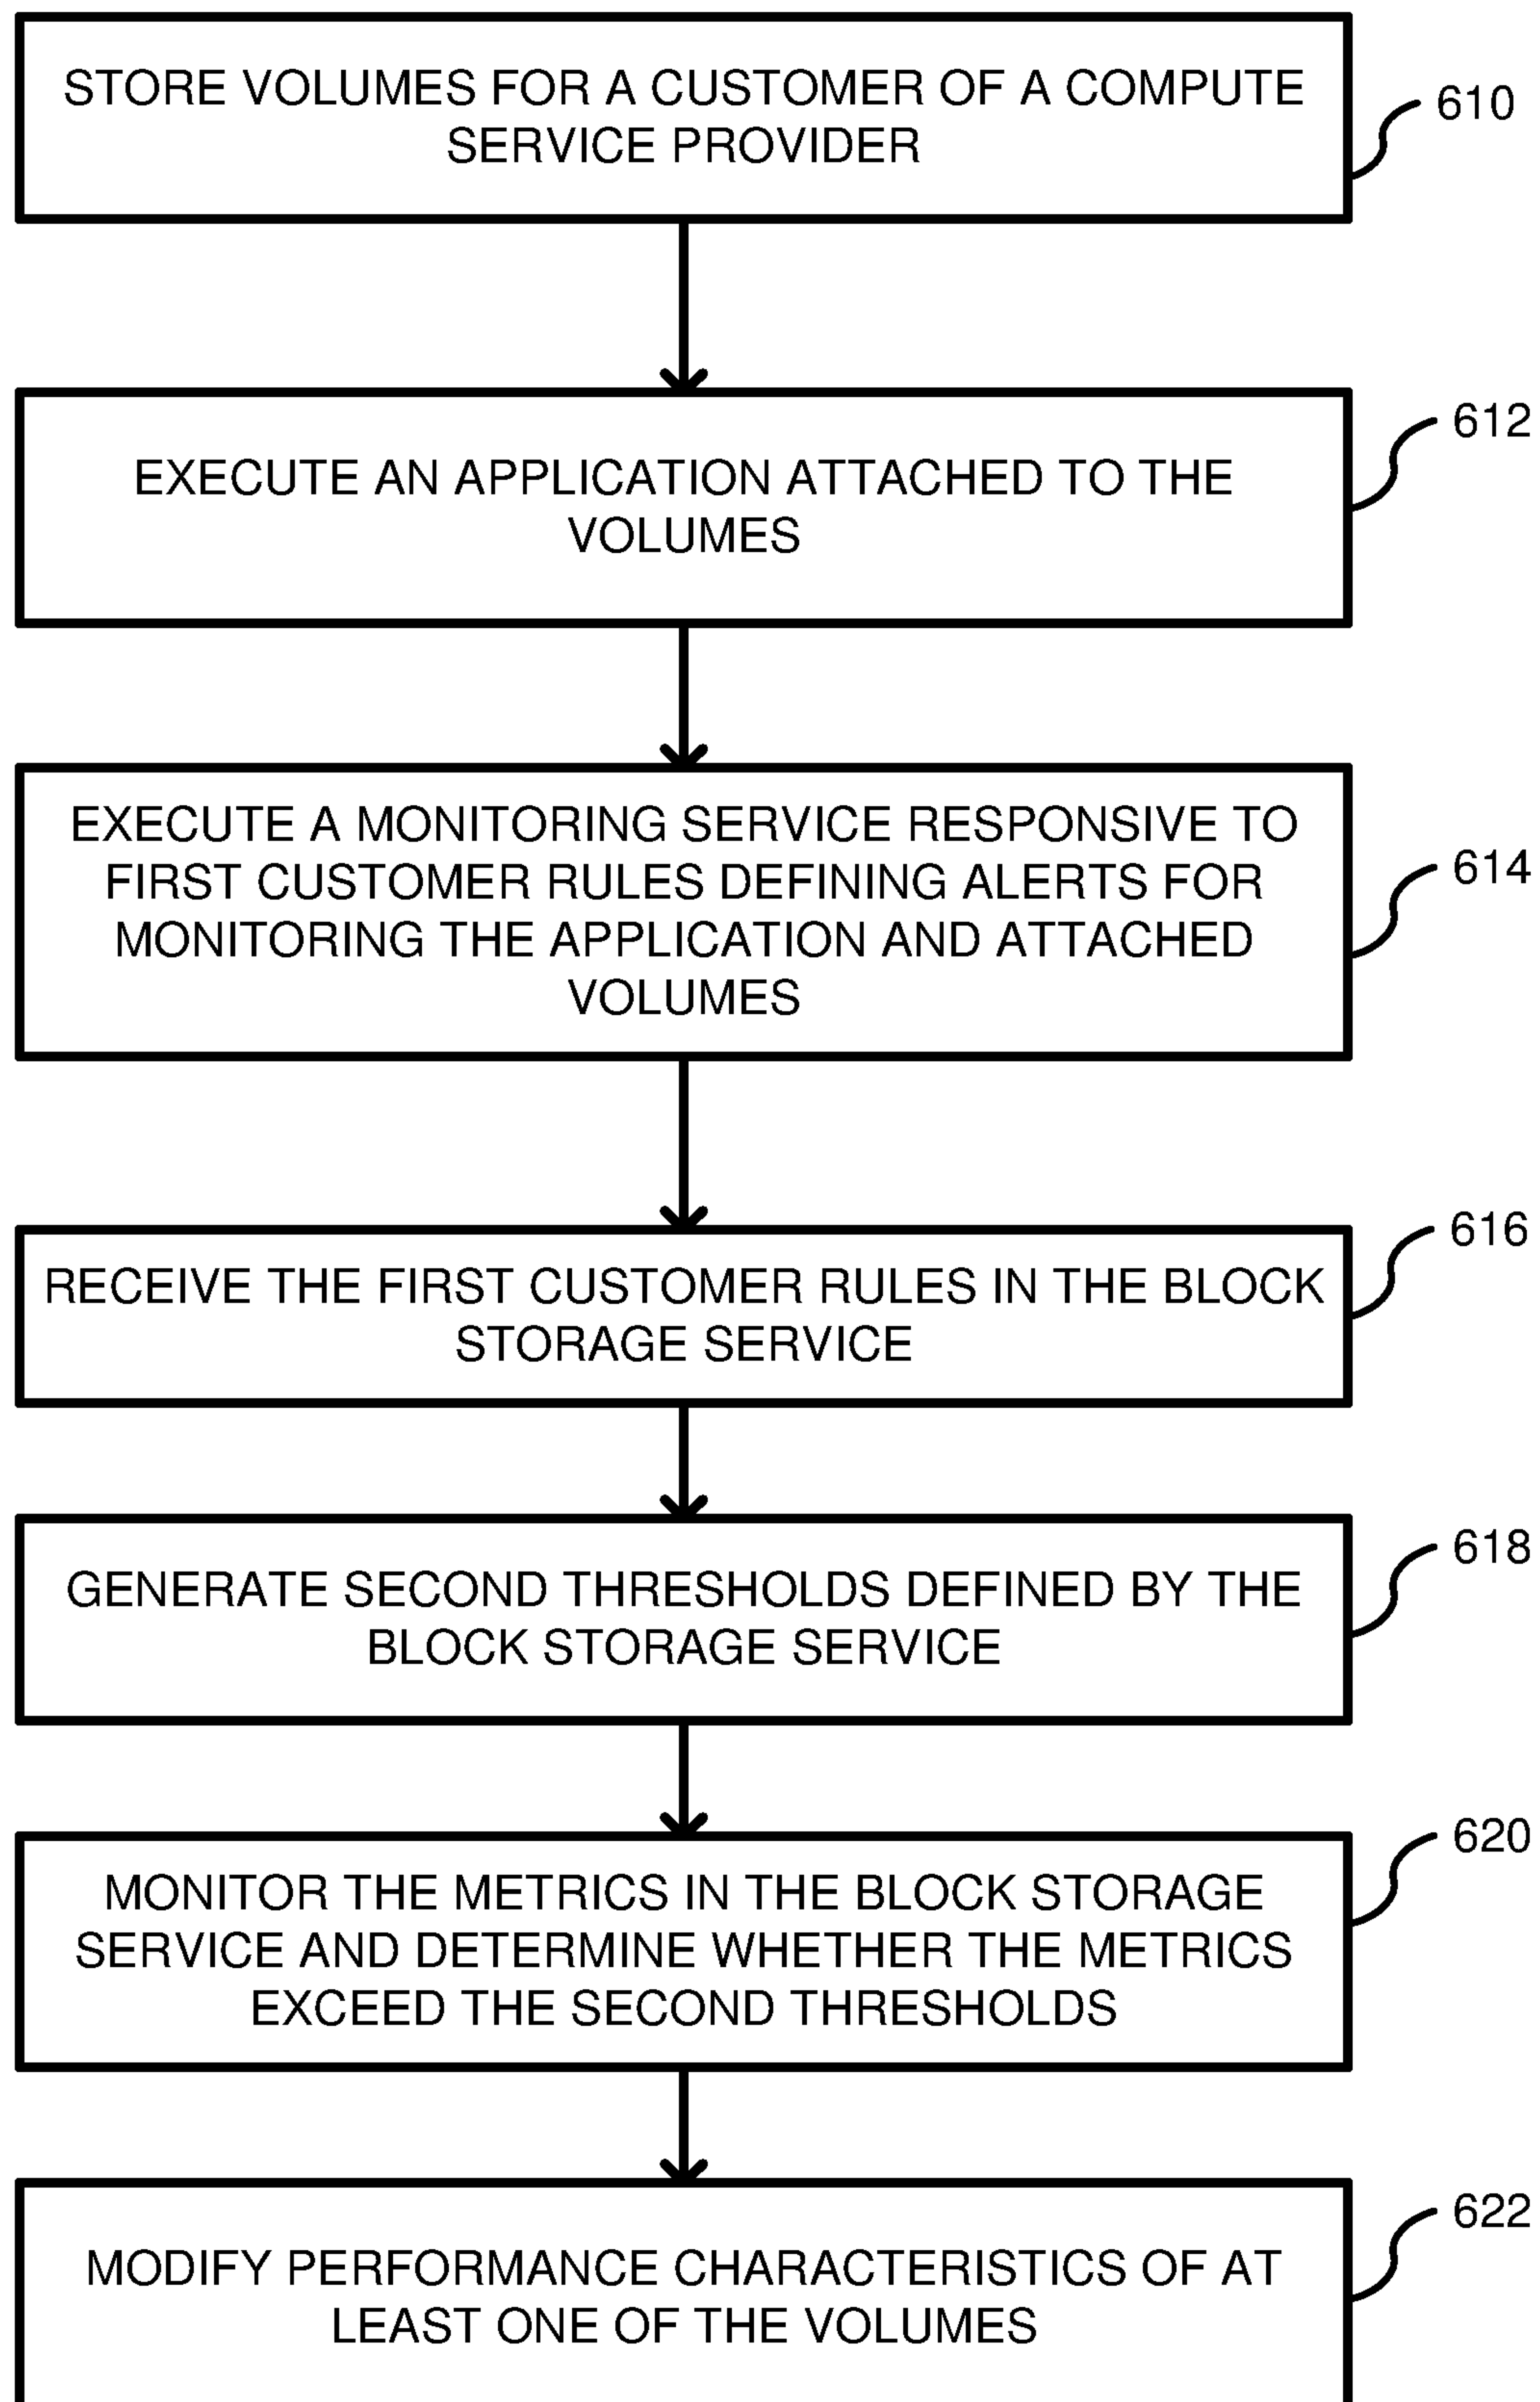 STORE VOLUMES FOR A CUSTOMER OF A COMPUTE
SERVICE PROVIDER
610
EXECUTE AN APPLICATION ATTACHED TO THE
VOLUMES
612
EXECUTE A MONITORING SERVICE RESPONSIVE TO
FIRST CUSTOMER RULES DEFINING ALERTS FOR
MONITORING THE APPLICATION AND ATTACHED
VOLUMES
614
RECEIVE THE FIRST CUSTOMER RULES IN THE BLOCK
STORAGE SERVICE
616
GENERATE SECOND THRESHOLDS DEFINED BY THE
BLOCK STORAGE SERVICE
618
MONITOR THE METRICS IN THE BLOCK STORAGE
SERVICE AND DETERMINE WHETHER THE METRICS
EXCEED THE SECOND THRESHOLDS
620
MODIFY PERFORMANCE CHARACTERISTICS OF AT
LEAST ONE OF THE VOLUMES
622